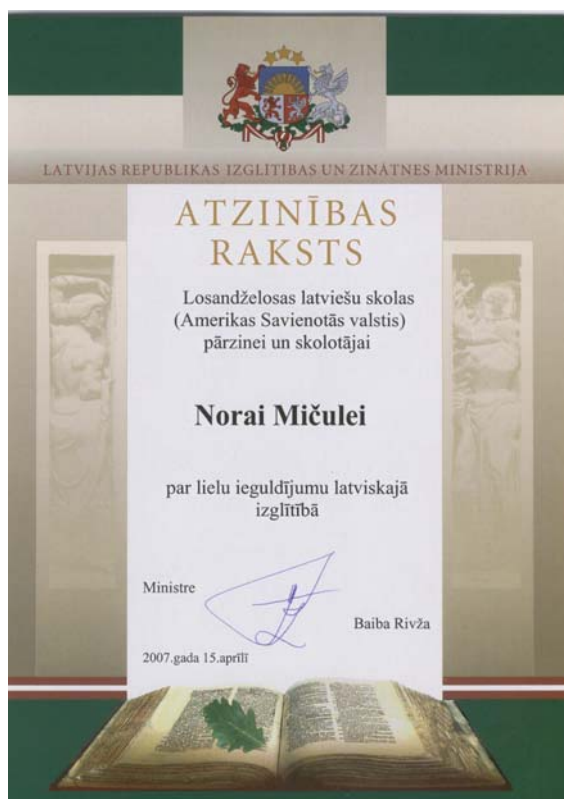 LATVIJAS REPUBLIKAS IZGLĪTĪBAS UN ZINĀTNES MINISTRIJA
ATZINĪBAS
RAKSTS
Losandželosas latviešu skolas
(Amerikas Savienotās valstis)
pārzinei un skolotājai
Norai Mičulei
par lielu ieguldījumu latviskajā
izglītībā
Ministre
Baiba Rivža
2007.gada 15.aprīlī